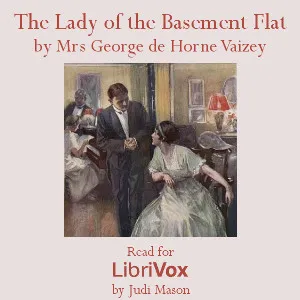 The Lady of the Basement Flat
by Mrs George de Horne Vaizey
Read for
LibriVox
by Judi Mason